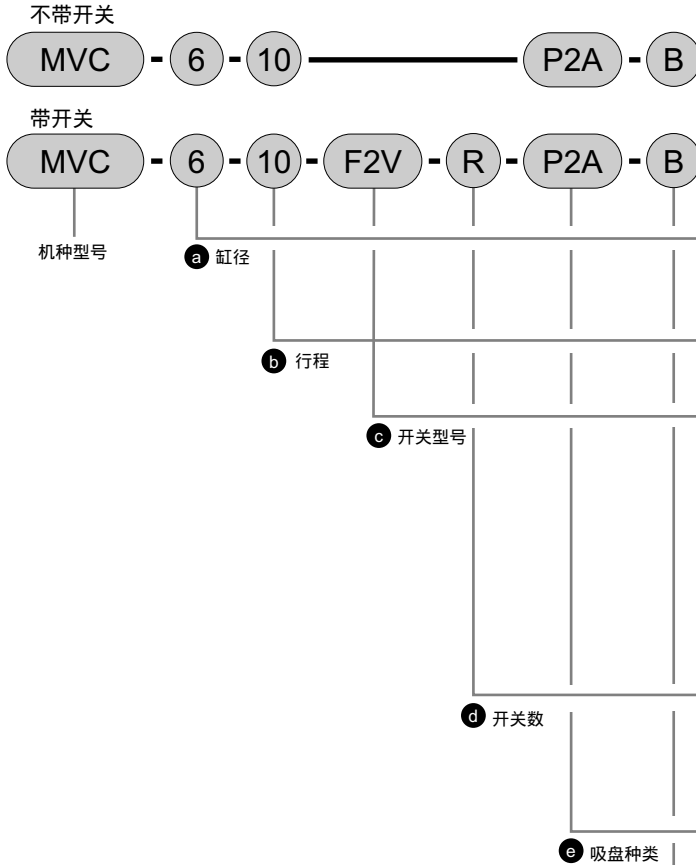 不带开关
MVC - 6 - 10 — P2A - B
带开关
MVC - 6 - 10 - F2V - R - P2A - B
机种型号
a 缸径
b 行程
c 开关型号
d 开关数
e 吸盘种类